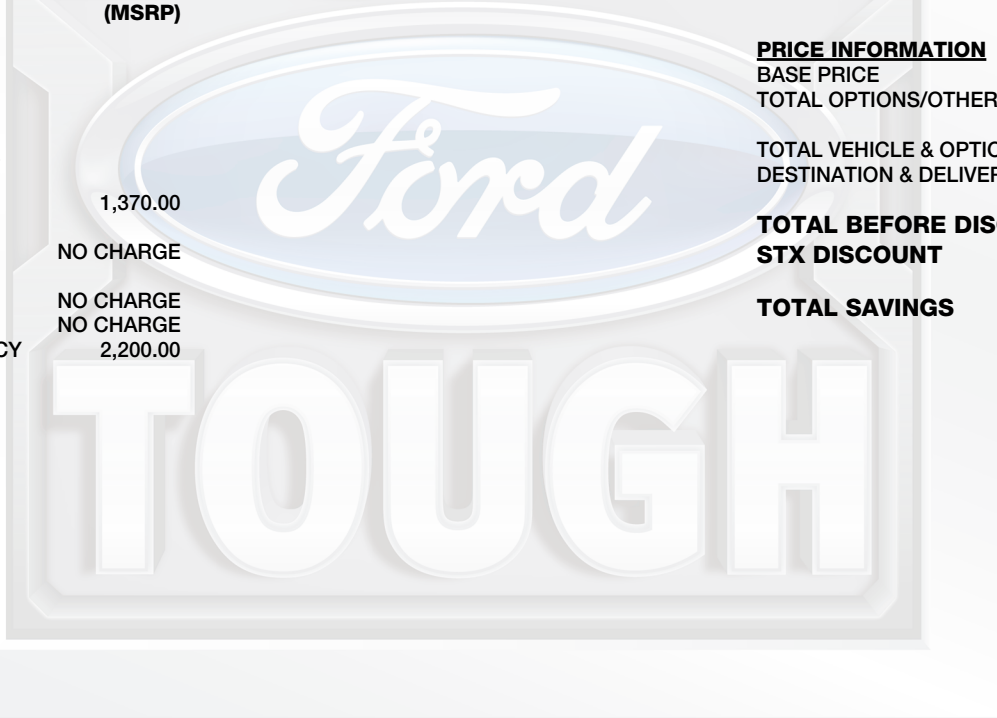 (MSRP)
1,370.00
NO CHARGE
NO CHARGE
NO CHARGE
CY 2,200.00
PRICE INFORMATION
BASE PRICE
TOTAL OPTIONS/OTHER
TOTAL VEHICLE & OPTIO
DESTINATION & DELIVER
TOTAL BEFORE DISC
STX DISCOUNT
TOTAL SAVINGS
Ford
TOUGH